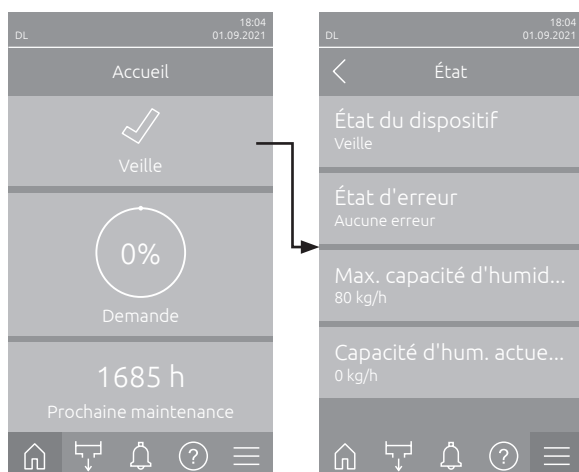 18:04
DL 01.09.2021
Accueil
Veille
0%
Demande
1685 h
Prochaine maintenance
?
18:04
DL 01.09.2021
État
État du dispositif
Veille
État d'erreur
Aucune erreur
Max. capacité d'humid...
80 kg/h
Capacité d'hum. actue...
0 kg/h
?